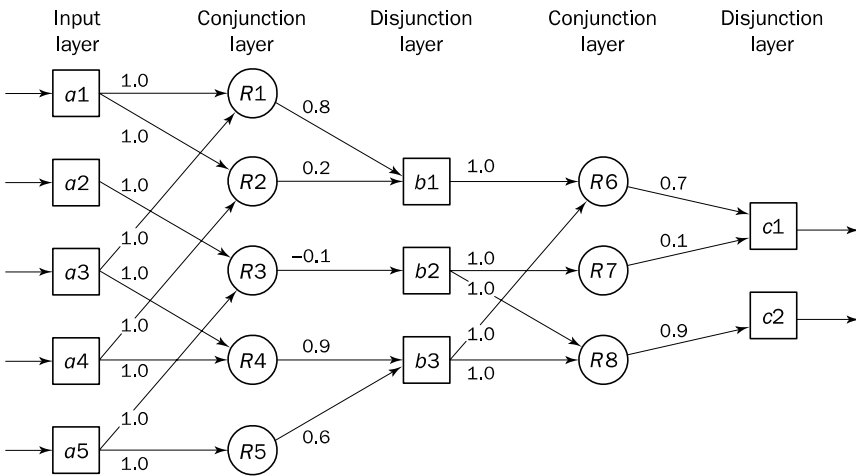 Input layer
Conjunction layer
Disjunction layer
Conjunction layer
Disjunction layer
a1 1.0 R1 0.8
1.0
a2 1.0 R2 0.2 b1 1.0 R6 0.7
c1
a3 1.0 1.0 R3 −0.1 b2 1.0 R7 0.1
1.0
1.0 c2
a4 1.0 R4 0.9 b3 1.0 1.0 R8 0.9
1.0
a5 1.0 R5 0.6